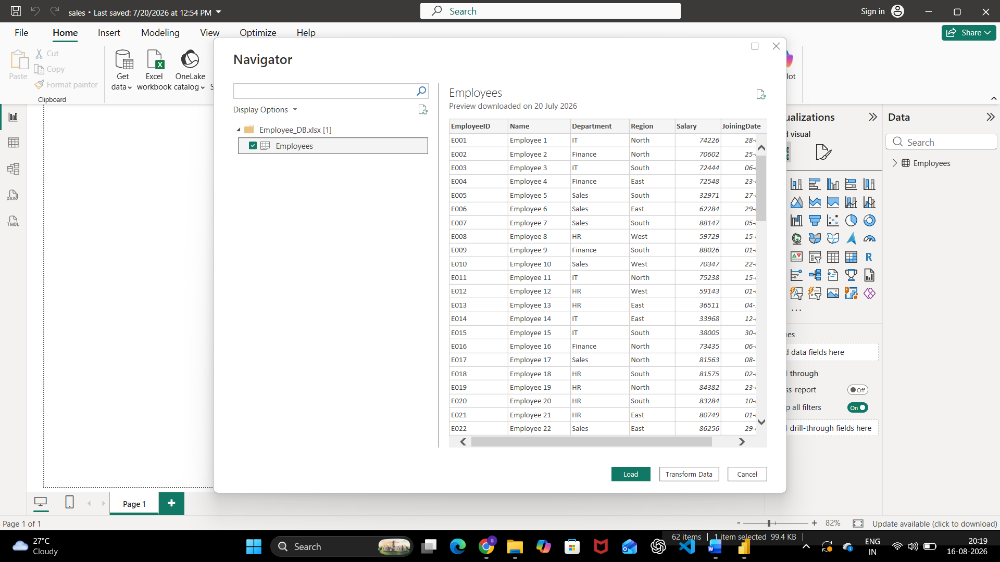 sales • Last saved: 7/20/2026 at 12:54 PM
Search
Sign in
File Home Insert Modeling View Optimize Help
Share
Paste
Cut
Copy
Format painter
Clipboard
Get data
Excel workbook
OneLake catalog
Navigator
Display Options
Employee_DB.xlsx [1]
Employees
Employees
Preview downloaded on 20 July 2026
EmployeeID Name Department Region Salary JoiningDate
E001 Employee 1 IT North 74226 28-
E002 Employee 2 Finance North 70602 25-
E003 Employee 3 IT South 72444 06-
E004 Employee 4 Finance East 72548 23-
E005 Employee 5 Sales South 32971 27-
E006 Employee 6 Sales East 62284 29-
E007 Employee 7 Sales South 88147 05-
E008 Employee 8 HR West 59729 15-
E009 Employee 9 Finance South 88026 01-
E010 Employee 10 Sales West 70347 22-
E011 Employee 11 IT North 75238 15-
E012 Employee 12 HR West 59143 01-
E013 Employee 13 HR East 36511 04-
E014 Employee 14 IT East 33968 12-
E015 Employee 15 IT South 38005 30-
E016 Employee 16 Finance North 73435 06-
E017 Employee 17 Sales North 81563 08-
E018 Employee 18 HR South 81575 02-
E019 Employee 19 HR North 84382 23-
E020 Employee 20 HR South 83284 10-
E021 Employee 21 HR East 80749 01-
E022 Employee 22 Sales East 86256 29-
Load Transform Data Cancel
lot
ualizations
d visual
R
es
d data fields here
l through
ss-report Off
p all filters On
l drill-through fields here
Data
Search
Employees
DAX
TMDL
Page 1
Page 1 of 1
- + 82%
Update available (click to download)
62 items 1 item selected 99.4 KB
27°C
Cloudy
Search
ENG
IN
20:19
16-08-2026